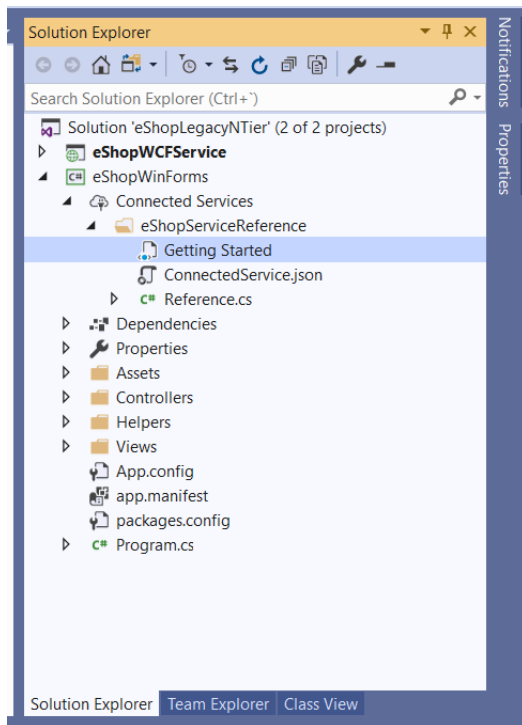 Solution Explorer
Search Solution Explorer (Ctrl+`)
Solution 'eShopLegacyNTier' (2 of 2 projects)
eShopWCFService
C# eShopWinForms
Connected Services
eShopServiceReference
Getting Started
ConnectedService.json
C# Reference.cs
Dependencies
Properties
Assets
Controllers
Helpers
Views
App.config
app.manifest
packages.config
C# Program.cs
Solution Explorer Team Explorer Class View
Notifications
Properties